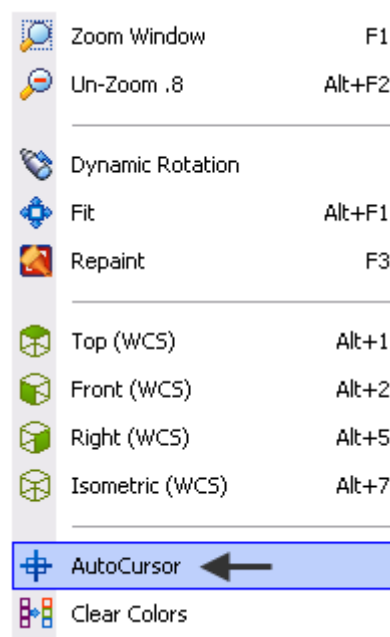 Zoom Window F1
Un-Zoom .8 Alt+F2
Dynamic Rotation
Fit Alt+F1
Repaint F3
Top (WCS) Alt+1
Front (WCS) Alt+2
Right (WCS) Alt+5
Isometric (WCS) Alt+7
AutoCursor
Clear Colors